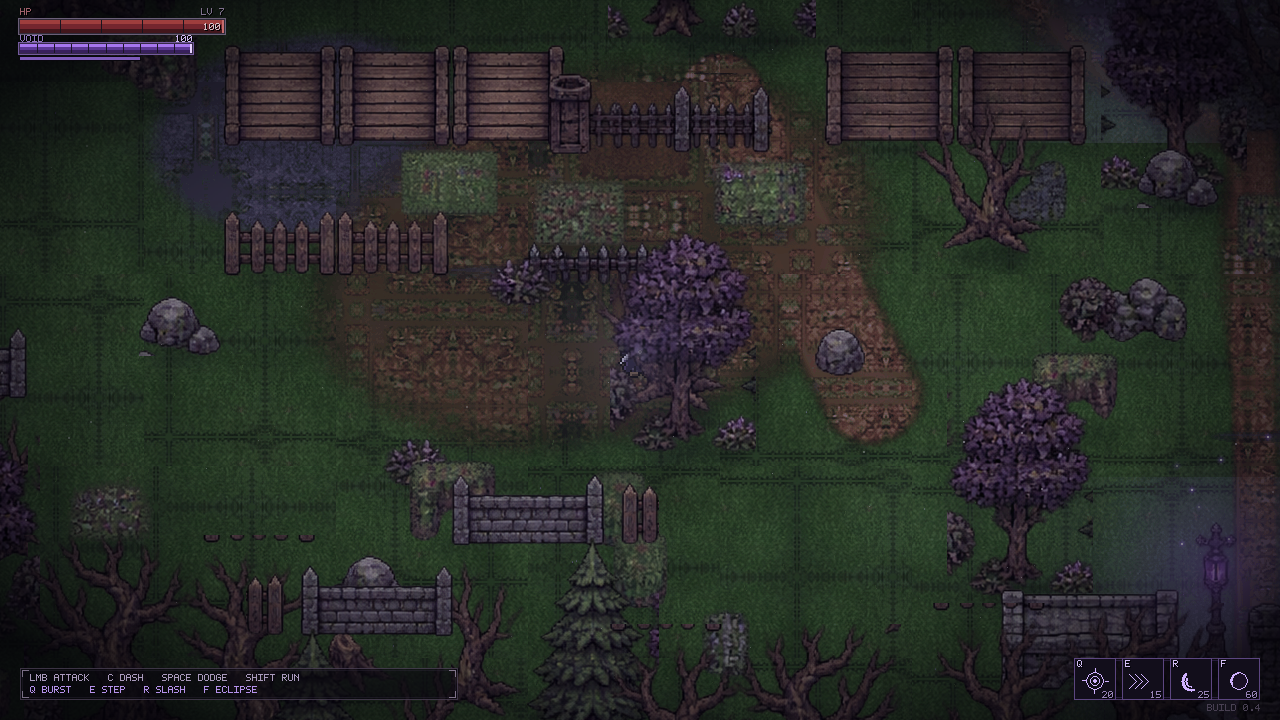 HP LV 7
100
VOID 100
LMB ATTACK C DASH SPACE DODGE SHIFT RUN
Q BURST E STEP R SLASH F ECLIPSE
Q E R F
20 15 25 60
BUILD 0.4